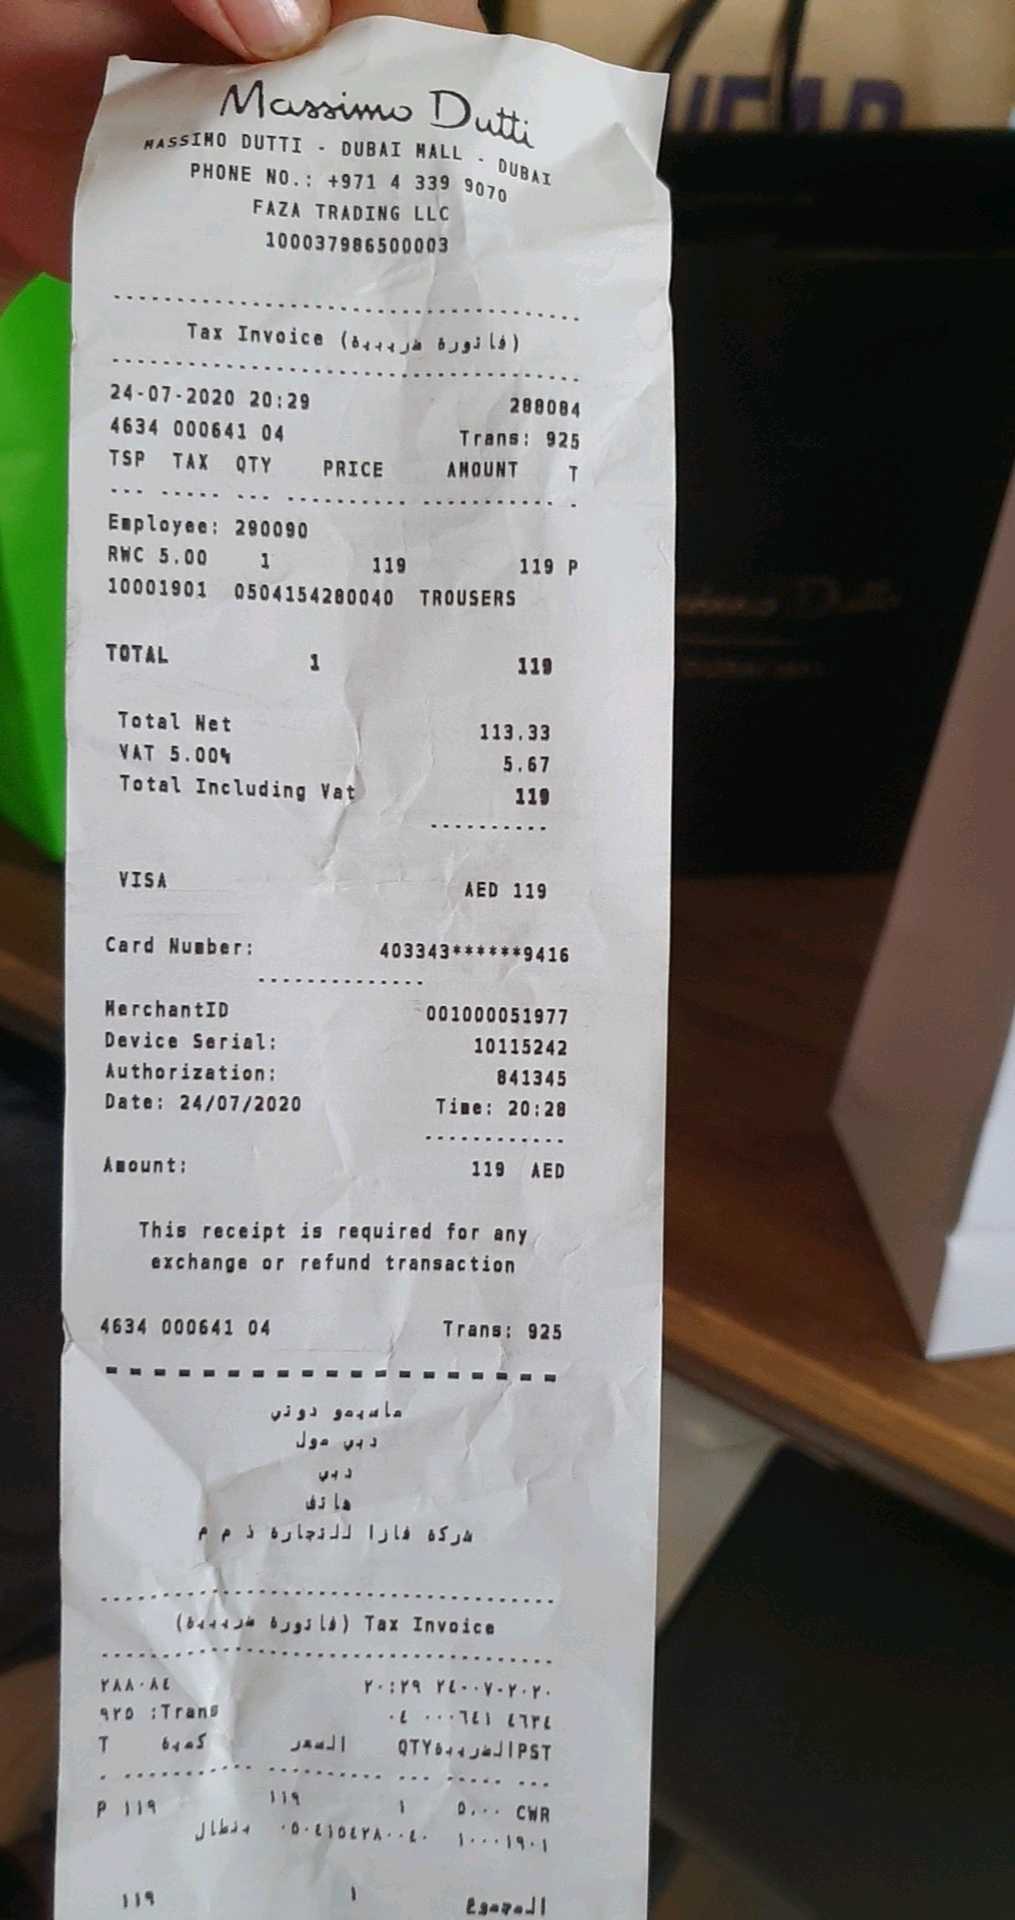 Massimo Dutti
MASSIMO DUTTI - DUBAI MALL - DUBAI
PHONE NO.: +971 4 339 9070
FAZA TRADING LLC
100037986500003
Tax Invoice (فاتورة ضريبية)
24-07-2020 20:29 288084
4634 000641 04 Trans: 925
TSP TAX QTY PRICE AMOUNT T
Employee: 290090
RWC 5.00 1 119 119 P
10001901 0504154280040 TROUSERS
TOTAL 1 119
Total Net 113.33
VAT 5.00% 5.67
Total Including Vat 119
VISA AED 119
Card Number: 403343******9416
MerchantID 001000051977
Device Serial: 10115242
Authorization: 841345
Date: 24/07/2020 Time: 20:28
Amount: 119 AED
This receipt is required for any
exchange or refund transaction
4634 000641 04 Trans: 925
ماسيمو دوتي
دبي مول
دبي
هاتف
شركة فازا للتجارة ذ م م
(فاتورة ضريبية) Tax Invoice
٢٨٨٠٨٤ ٢٠:٢٩ ٢٤-٠٧-٢٠٢٠
٩٢٥ :Trans ٠٤ ٠٠٠٦٤١ ٤٦٣٤
T كمية السعر QTYالضريبةPST
P ١١٩ ١١٩ ١ ٥.٠٠ CWR
بنطال ٠٥٠٤١٥٤٢٨٠٠٤٠ ١٠٠٠١٩٠١
١١٩ ١ المجموع